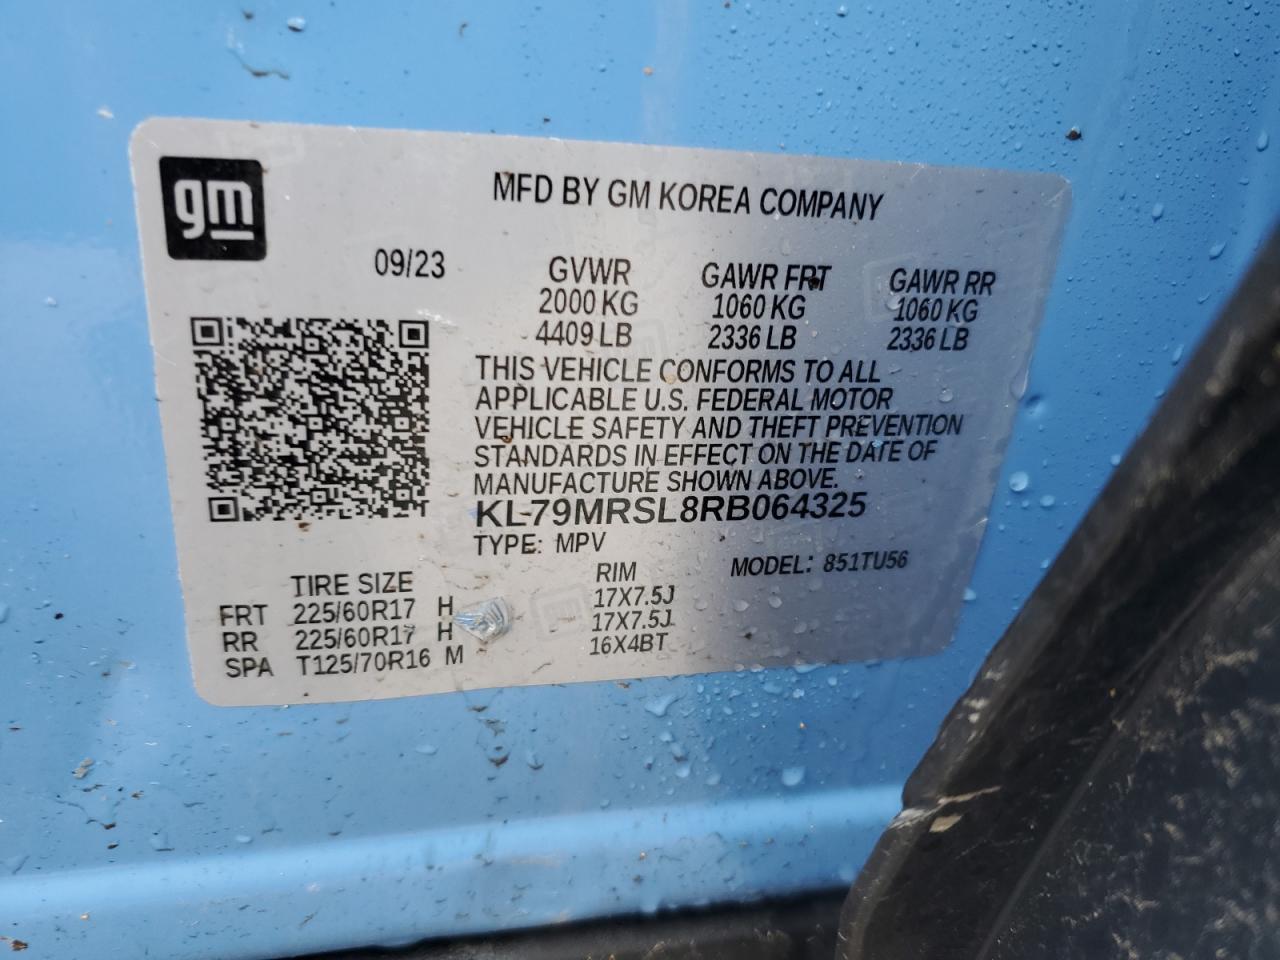 gm
MFD BY GM KOREA COMPANY
09/23
GVWR GAWR FRT GAWR RR
2000 KG 1060 KG 1060 KG
4409 LB 2336 LB 2336 LB
THIS VEHICLE CONFORMS TO ALL
APPLICABLE U.S. FEDERAL MOTOR
VEHICLE SAFETY AND THEFT PREVENTION
STANDARDS IN EFFECT ON THE DATE OF
MANUFACTURE SHOWN ABOVE.
KL79MRSL8RB064325
TYPE: MPV MODEL: 851TU56
TIRE SIZE RIM
FRT 225/60R17 H 17X7.5J
RR 225/60R17 H 17X7.5J
SPA T125/70R16 M 16X4BT